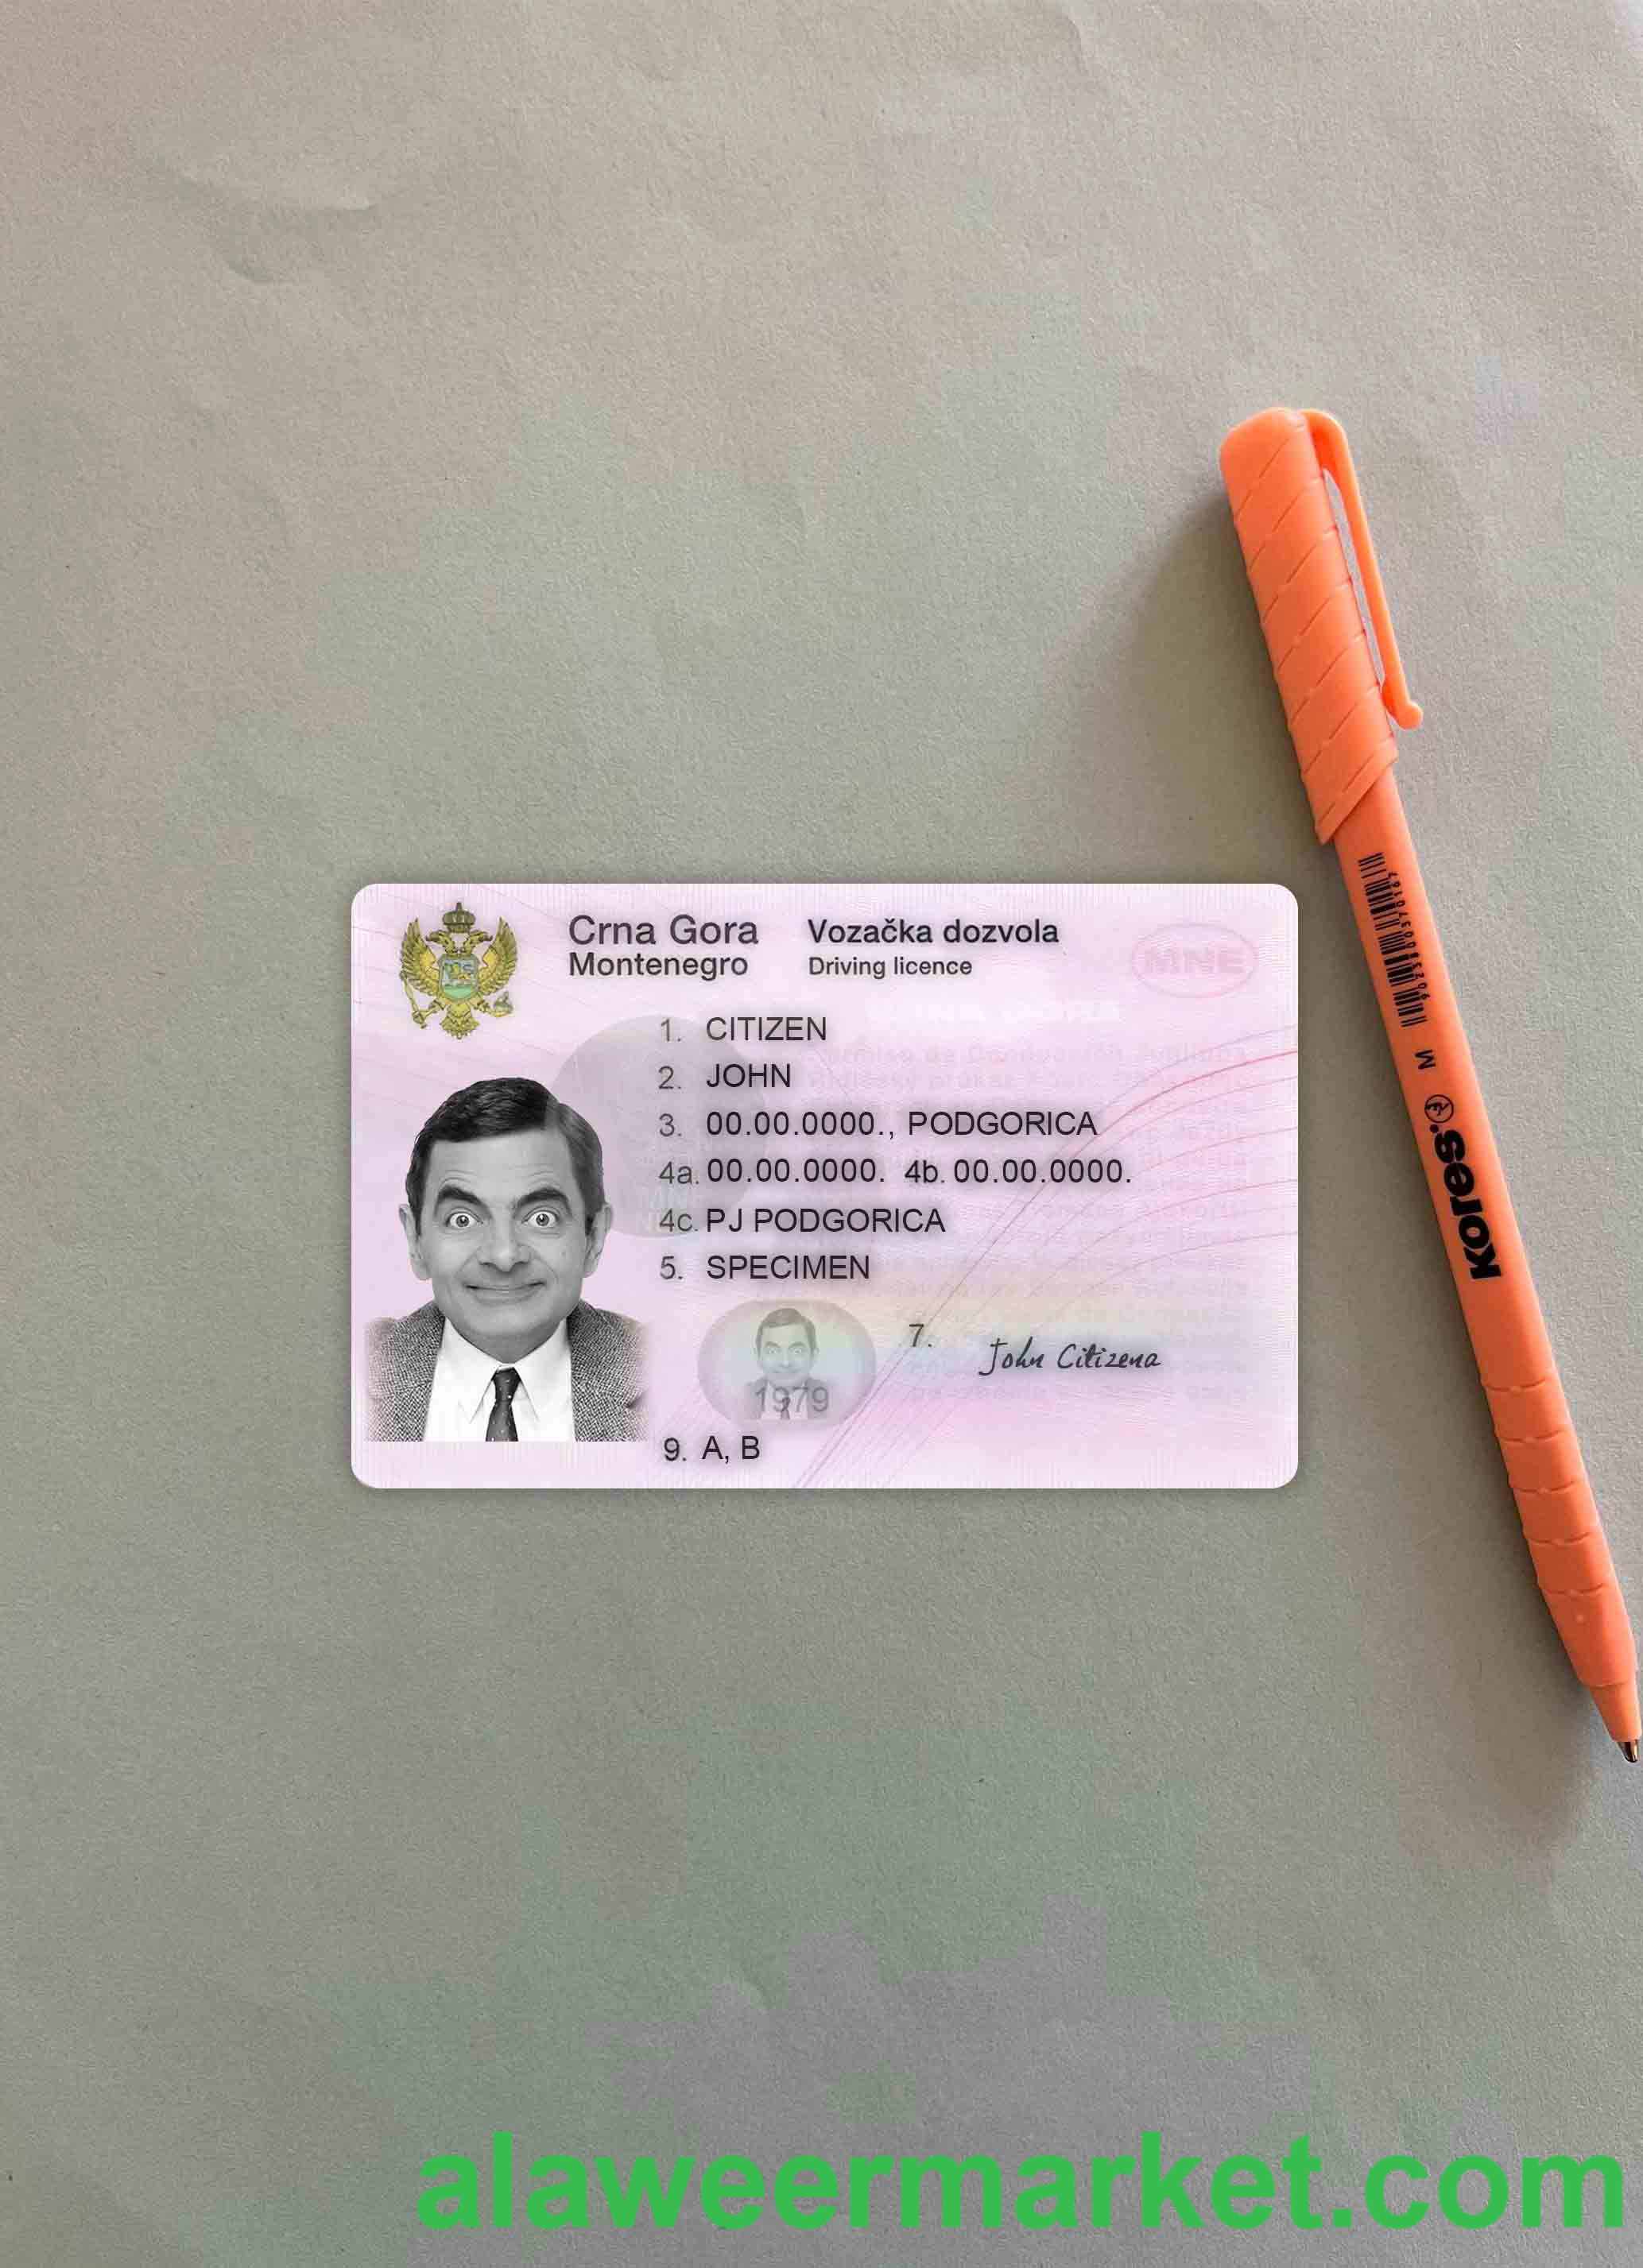 Crna Gora
Montenegro
Vozačka dozvola
Driving licence
MNE
1. CITIZEN
2. JOHN
3. 00.00.0000., PODGORICA
4a. 00.00.0000. 4b. 00.00.0000.
4c. PJ PODGORICA
5. SPECIMEN
1979
7. John Citizena
9. A, B
M
Kores®
alaweermarket.com